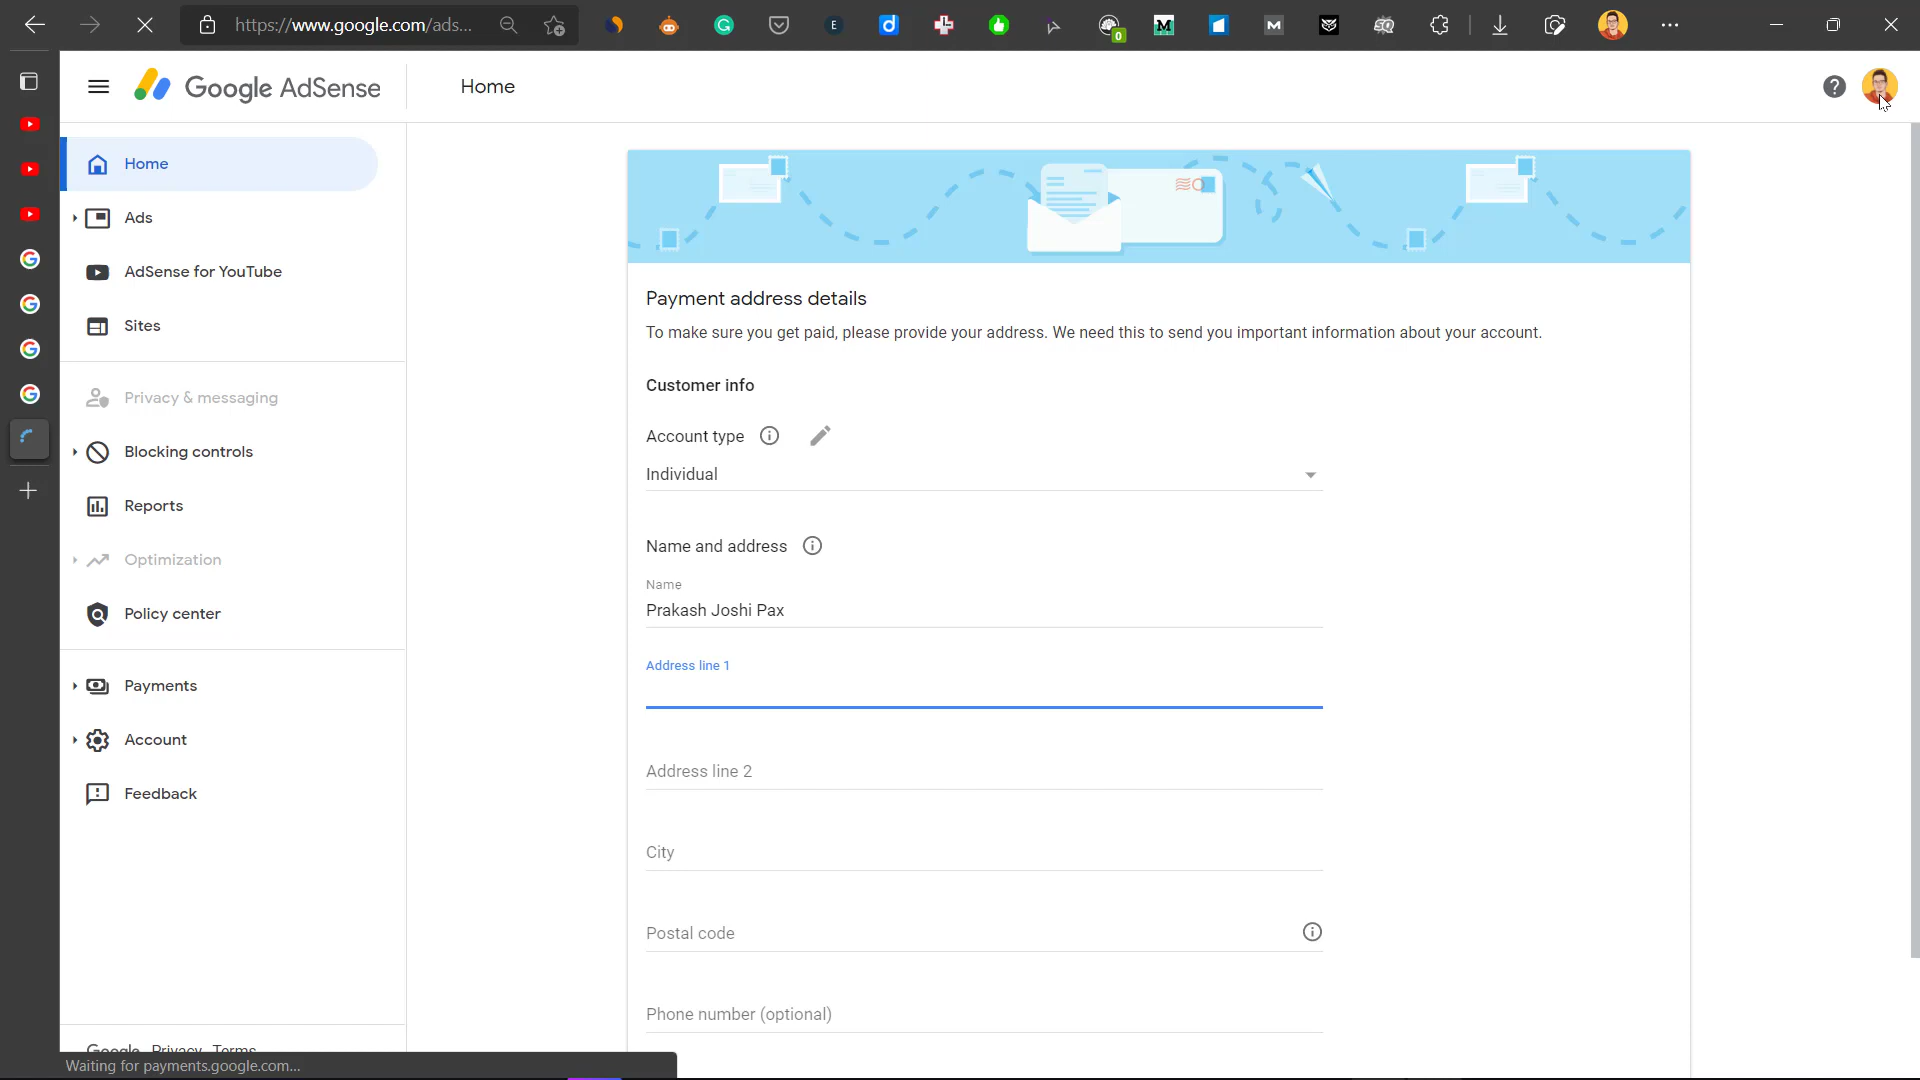 https://www.google.com/ads...
E
0
Google AdSense
Home
Home
Ads
AdSense for YouTube
Sites
Privacy & messaging
Blocking controls
Reports
Optimization
Policy center
Payments
Account
Feedback
Google Privacy Terms
Waiting for payments.google.com...
Payment address details
To make sure you get paid, please provide your address. We need this to send you important information about your account.
Customer info
Account type
Individual
Name and address
Name
Prakash Joshi Pax
Address line 1
Address line 2
City
Postal code
Phone number (optional)